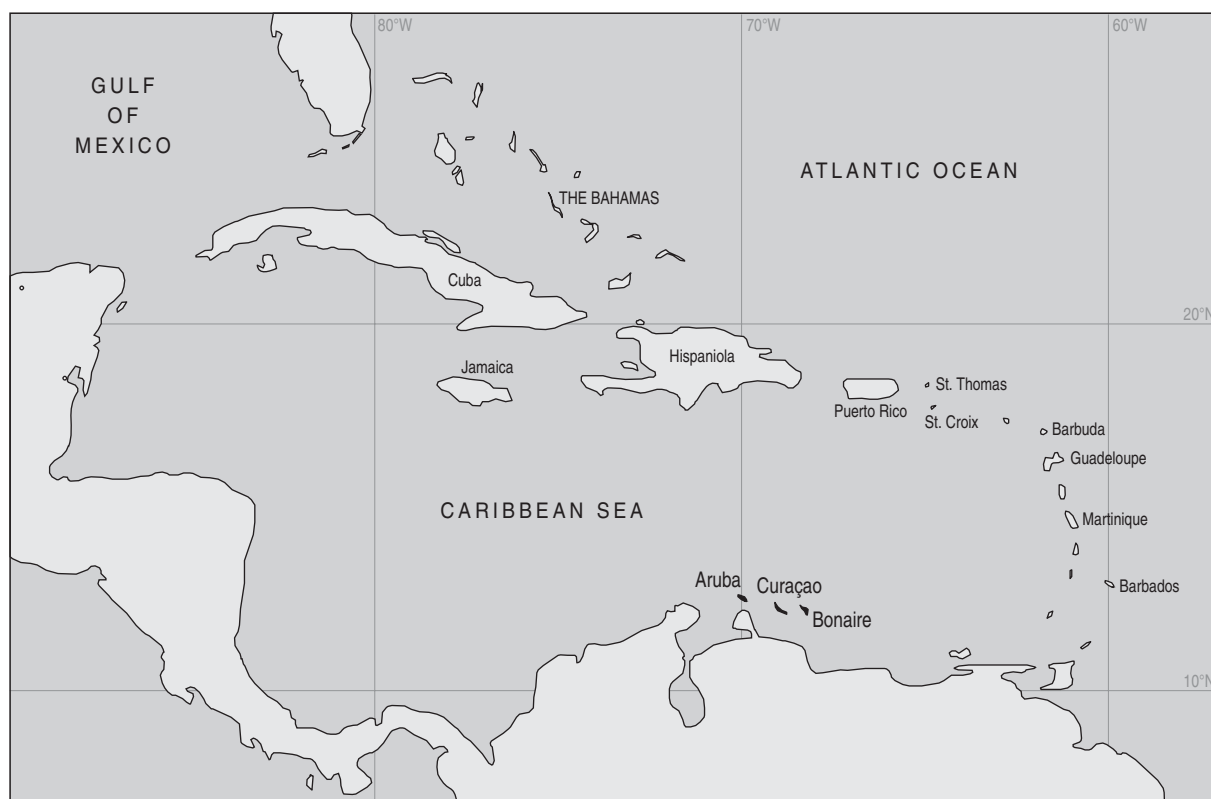 80°W
70°W
60°W
GULF
OF
MEXICO
ATLANTIC OCEAN
THE BAHAMAS
Cuba
20°N
Hispaniola
Jamaica
St. Thomas
Puerto Rico
St. Croix
Barbuda
Guadeloupe
CARIBBEAN SEA
Martinique
Aruba
Curaçao
Barbados
Bonaire
10°N